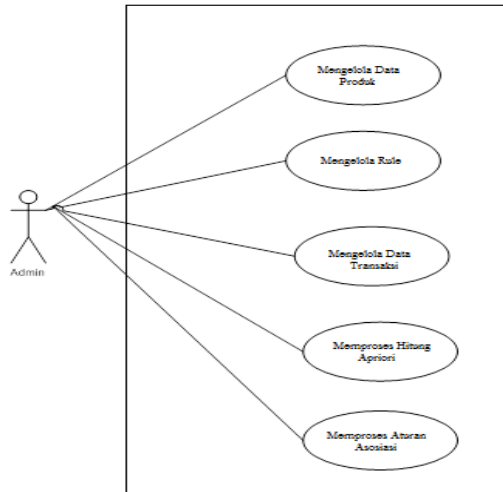 Mengelola Data
Produk
Mengelola Rule
Mengelola Data
Transaksi
Admin
Memproses Hitung
Apriori
Memproses Aturan
Asosiasi